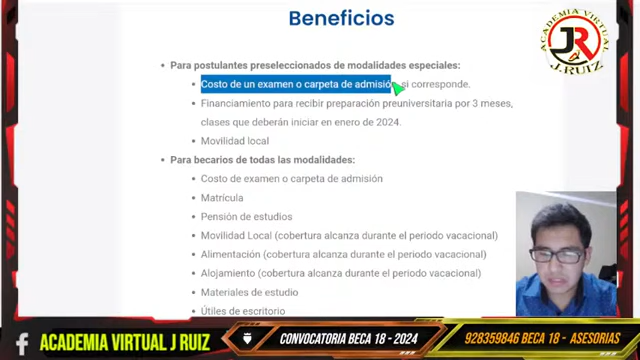 Beneficios
ACADEMIA VIRTUAL
JR
J.RUIZ
Para postulantes preseleccionados de modalidades especiales:
Costo de un examen o carpeta de admisión si corresponde.
Financiamiento para recibir preparación preuniversitaria por 3 meses,
clases que deberán iniciar en enero de 2024.
Movilidad local
Para becarios de todas las modalidades:
Costo de examen o carpeta de admisión
Matrícula
Pensión de estudios
Movilidad Local (cobertura alcanza durante el periodo vacacional)
Alimentación (cobertura alcanza durante el periodo vacacional)
Alojamiento (cobertura alcanza durante el periodo vacacional)
Materiales de estudio
Útiles de escritorio
f ACADEMIA VIRTUAL J RUIZ
CONVOCATORIA BECA 18 - 2024
928359846 BECA 18 - ASESORIAS